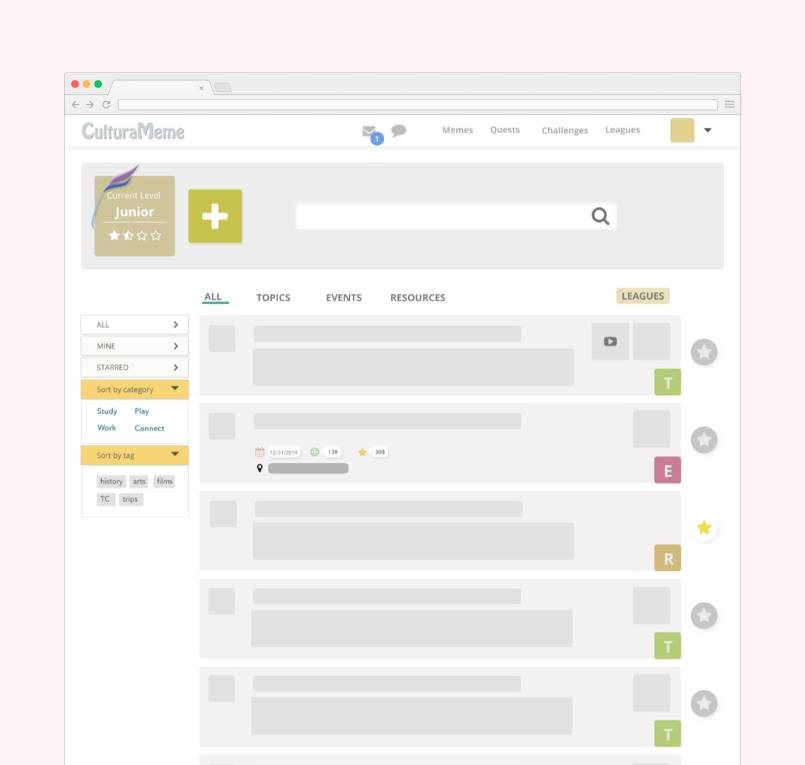 CulturaMeme
1
Memes Quests Challenges Leagues
Current Level
Junior
ALL TOPICS EVENTS RESOURCES LEAGUES
ALL
MINE
STARRED
Sort by category
Study Play
Work Connect
Sort by tag
history arts films
TC trips
T
12/31/2014 139 308
E
R
T
T